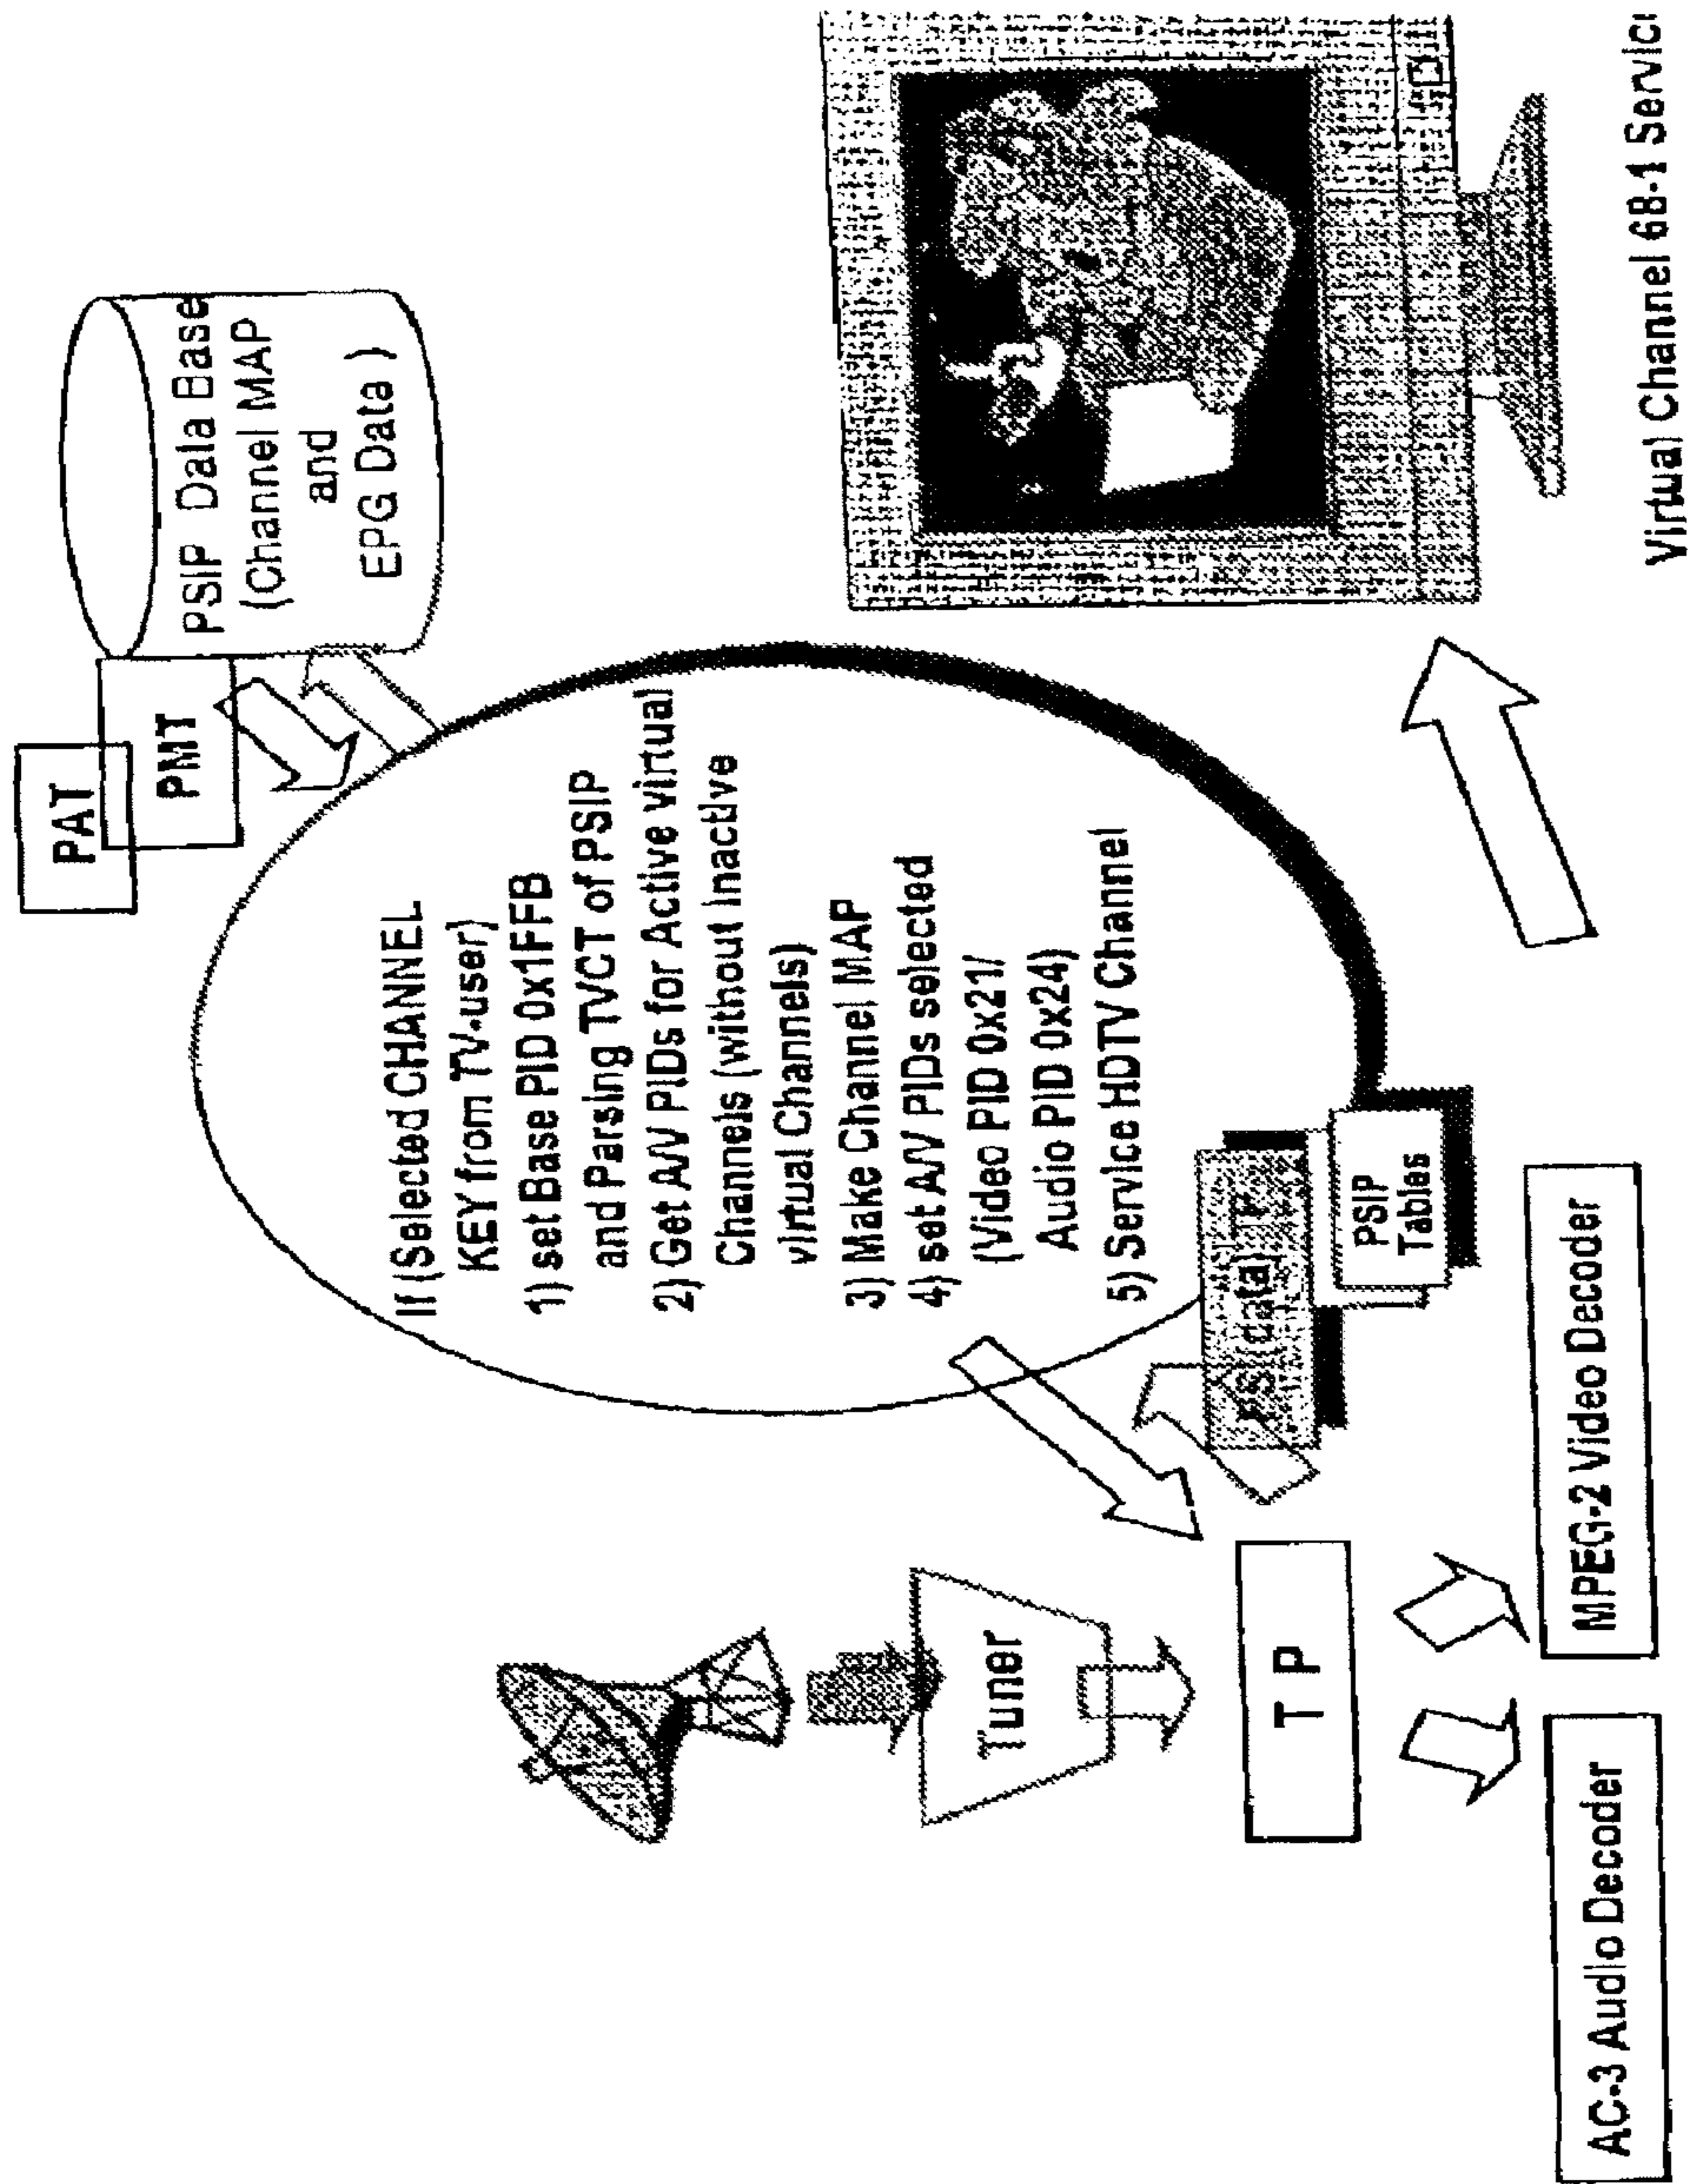 PAT
PMT
PSIP Data Base
(Channel MAP
and
EPG Data )
If (Selected CHANNEL
KEY from TV-user)
1) set Base PID 0x1FFB
and Parsing TVCT of PSIP
2) Get A/V PIDs for Active virtual
Channels (without Inactive
virtual Channels)
3) Make Channel MAP
4) set A/V PIDs selected
(Video PID 0x21/
Audio PID 0x24)
5) Service HDTV Channel
Tuner
T P
data)
PSIP
Tables
AC-3 Audio Decoder
MPEG-2 Video Decoder
Virtual Channel 68-1